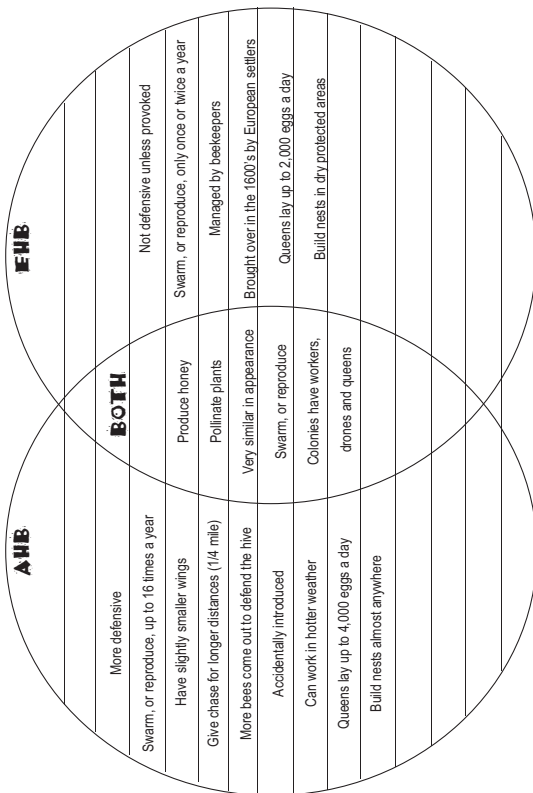 AHB
More defensive
Swarm, or reproduce, up to 16 times a year
Have slightly smaller wings
Give chase for longer distances (1/4 mile)
More bees come out to defend the hive
Accidentally introduced
Can work in hotter weather
Queens lay up to 4,000 eggs a day
Build nests almost anywhere
BOTH
Produce honey
Pollinate plants
Very similar in appearance
Swarm, or reproduce
Colonies have workers,
drones and queens
EHB
Not defensive unless provoked
Swarm, or reproduce, only once or twice a year
Managed by beekeepers
Brought over in the 1600's by European settlers
Queens lay up to 2,000 eggs a day
Build nests in dry protected areas